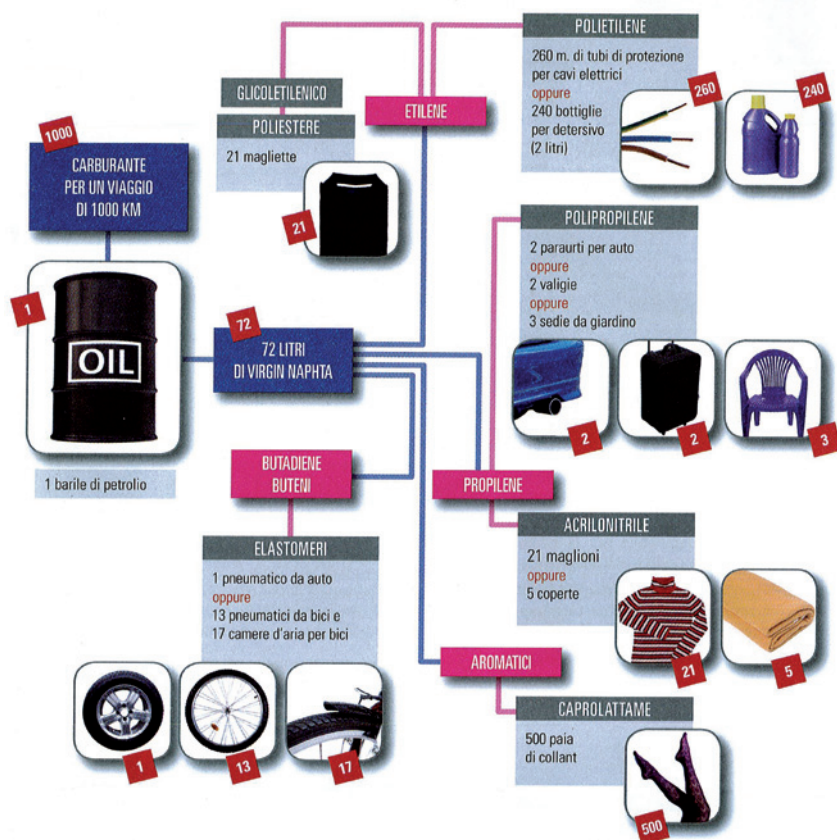 POLIETILENE
260 m. di tubi di protezione
per cavi elettrici
oppure
240 bottiglie
per detersivo
(2 litri)
260
240
GLICOLETILENICO
POLIESTERE
21 magliette
21
ETILENE
1000
CARBURANTE
PER UN VIAGGIO
DI 1000 KM
1
OIL
1 barile di petrolio
72
72 LITRI
DI VIRGIN NAPHTA
POLIPROPILENE
2 paraurti per auto
oppure
2 valigie
oppure
3 sedie da giardino
2
2
3
BUTADIENE
BUTENI
ELASTOMERI
1 pneumatico da auto
oppure
13 pneumatici da bici e
17 camere d'aria per bici
1
13
17
PROPILENE
ACRILONITRILE
21 maglioni
oppure
5 coperte
21
5
AROMATICI
CAPROLATTAME
500 paia
di collant
500